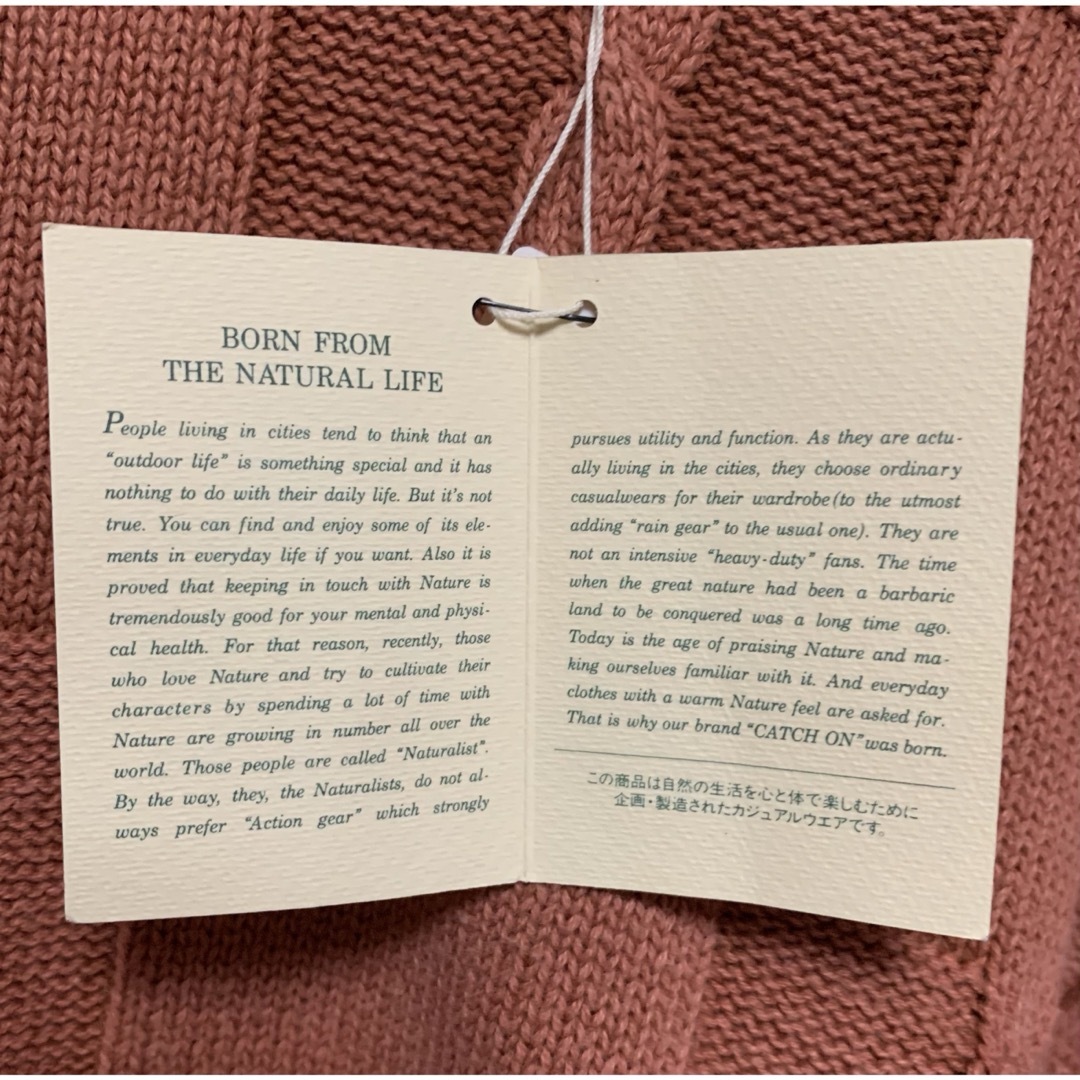 BORN FROM
THE NATURAL LIFE
People living in cities tend to think that an
“outdoor life” is something special and it has
nothing to do with their daily life. But it’s not
true. You can find and enjoy some of its ele-
ments in everyday life if you want. Also it is
proved that keeping in touch with Nature is
tremendously good for your mental and physi-
cal health. For that reason, recently, those
who love Nature and try to cultivate their
characters by spending a lot of time with
Nature are growing in number all over the
world. Those people are called “Naturalist”.
By the way, they, the Naturalists, do not al-
ways prefer “Action gear” which strongly
pursues utility and function. As they are actu-
ally living in the cities, they choose ordinary
casualwears for their wardrobe (to the utmost
adding “rain gear” to the usual one). They are
not an intensive “heavy-duty” fans. The time
when the great nature had been a barbaric
land to be conquered was a long time ago.
Today is the age of praising Nature and ma-
king ourselves familiar with it. And everyday
clothes with a warm Nature feel are asked for.
That is why our brand “CATCH ON” was born.
この商品は自然の生活を心と体で楽しむために
企画・製造されたカジュアルウエアです。